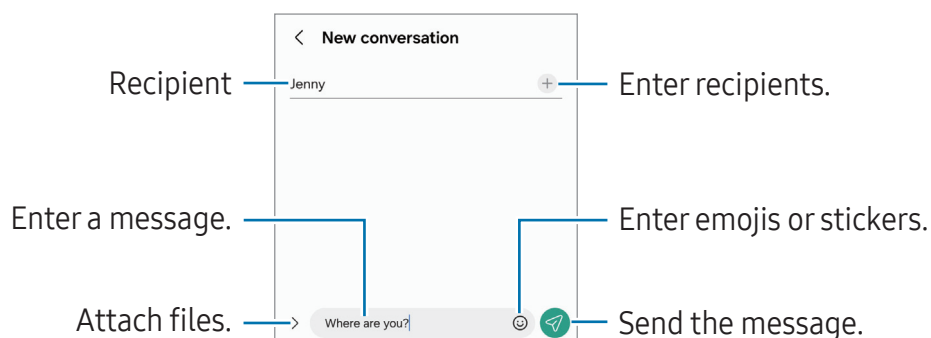 New conversation
Recipient
Jenny
Enter recipients.
Enter a message.
Enter emojis or stickers.
Attach files.
Where are you?
Send the message.